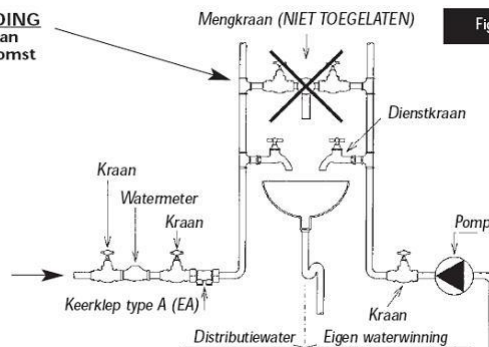 DING
an
omst
Mengkraan (NIET TOEGELATEN)
Fig
Dienstkraan
Kraan
Watermeter
Kraan
Pomp
Keerklep type A (EA)
Kraan
Distributiewater
Eigen waterwinning